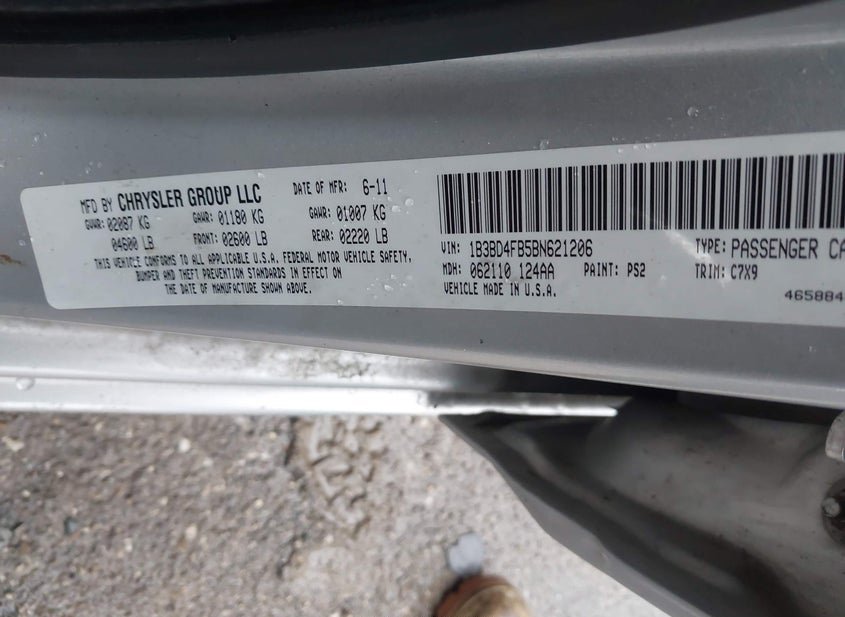 MFD BY CHRYSLER GROUP LLC
DATE OF MFR: 6-11
GVWR: 02087 KG
GAWR: 01180 KG
GAWR: 01007 KG
04600 LB
FRONT: 02600 LB
REAR: 02220 LB
THIS VEHICLE CONFORMS TO ALL APPLICABLE U.S.A. FEDERAL MOTOR VEHICLE SAFETY,
BUMPER AND THEFT PREVENTION STANDARDS IN EFFECT ON
THE DATE OF MANUFACTURE SHOWN ABOVE.
VIN: 1B3BD4FB5BN621206
TYPE: PASSENGER CA
MDH: 062110 124AA
PAINT: PS2
TRIM: C7X9
VEHICLE MADE IN U.S.A.
465884